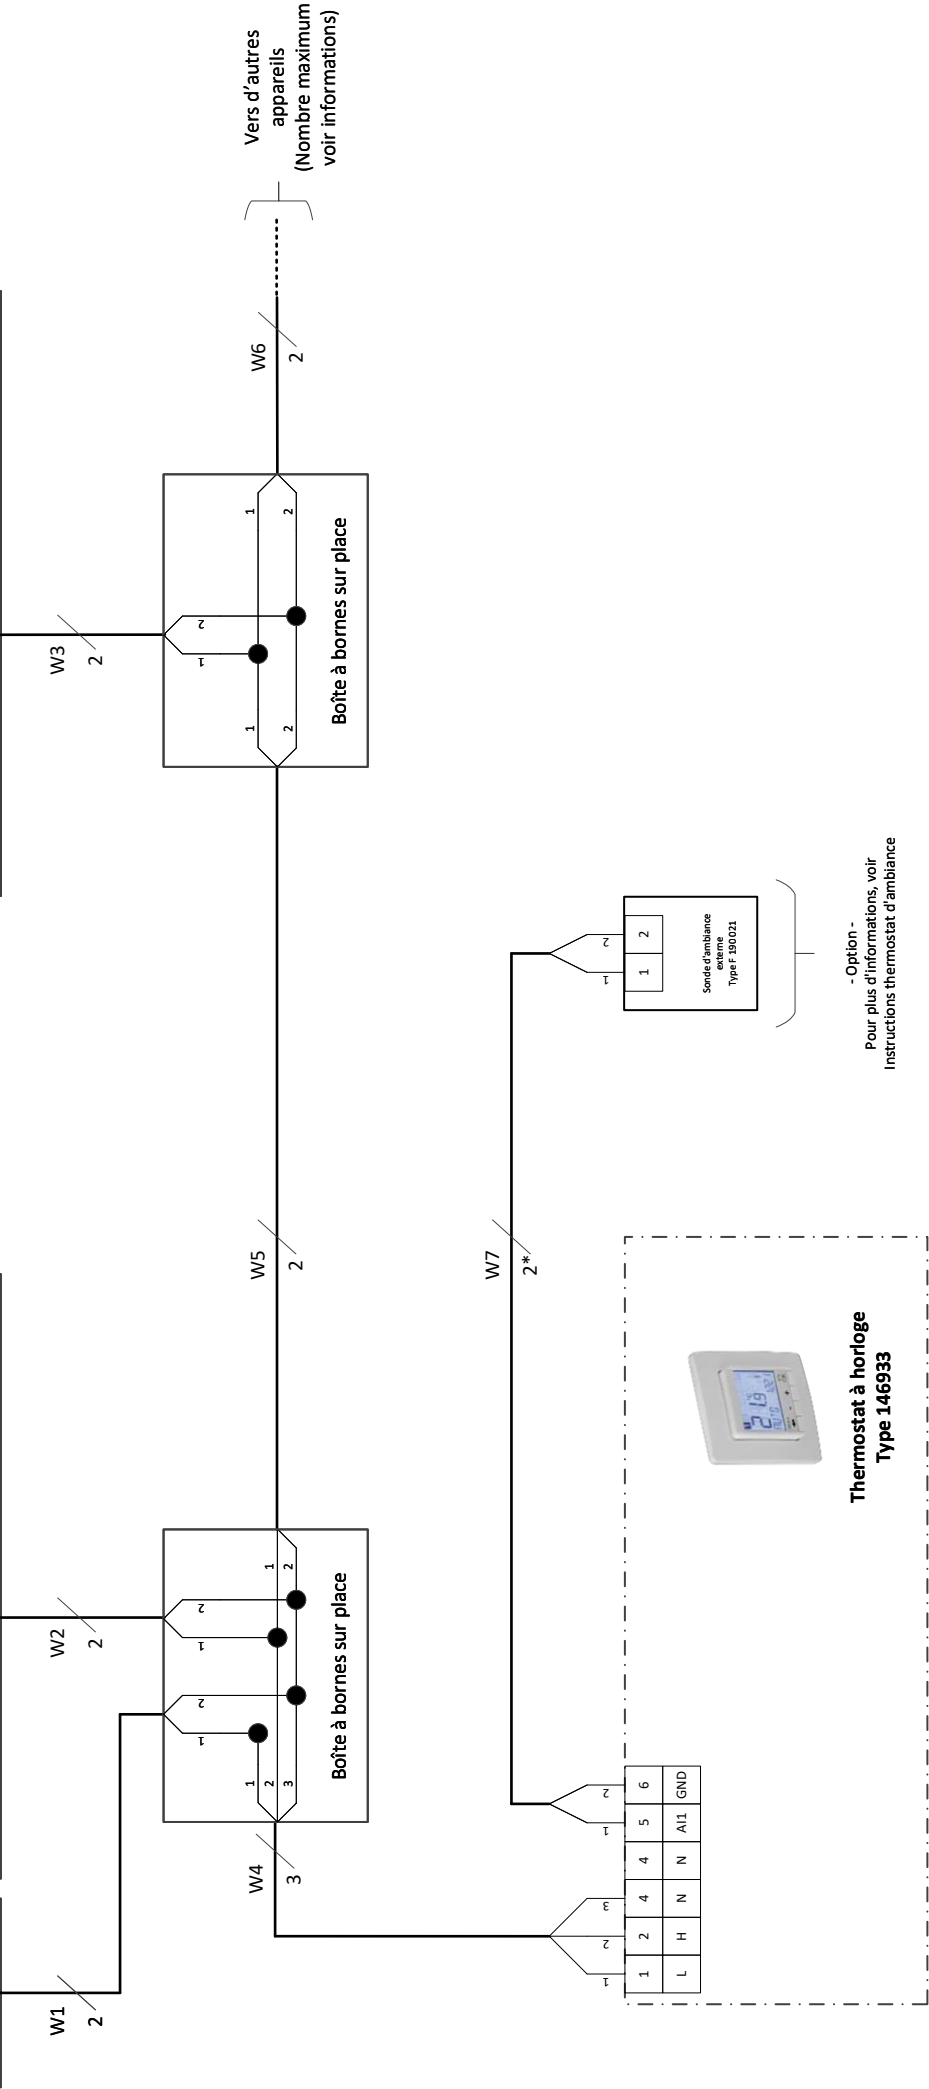 W1
2
W2
2
W3
2
1
2
1
2
1
2
3
1
2
Boîte à bornes sur place
1
2
1
2
1
2
Boîte à bornes sur place
W4
3
W5
2
W6
2
Vers d'autres
appareils
(Nombre maximum
voir informations)
W7
2*
1
2
3
1
2
1
2
1
2
4
4
5
6
L
H
N
N
AI1
GND
1
2
Sonde d'ambiance
externe
Type F 190021
- Option -
Pour plus d'informations, voir
Instructions thermostat d'ambiance
Thermostat à horloge
Type 146933